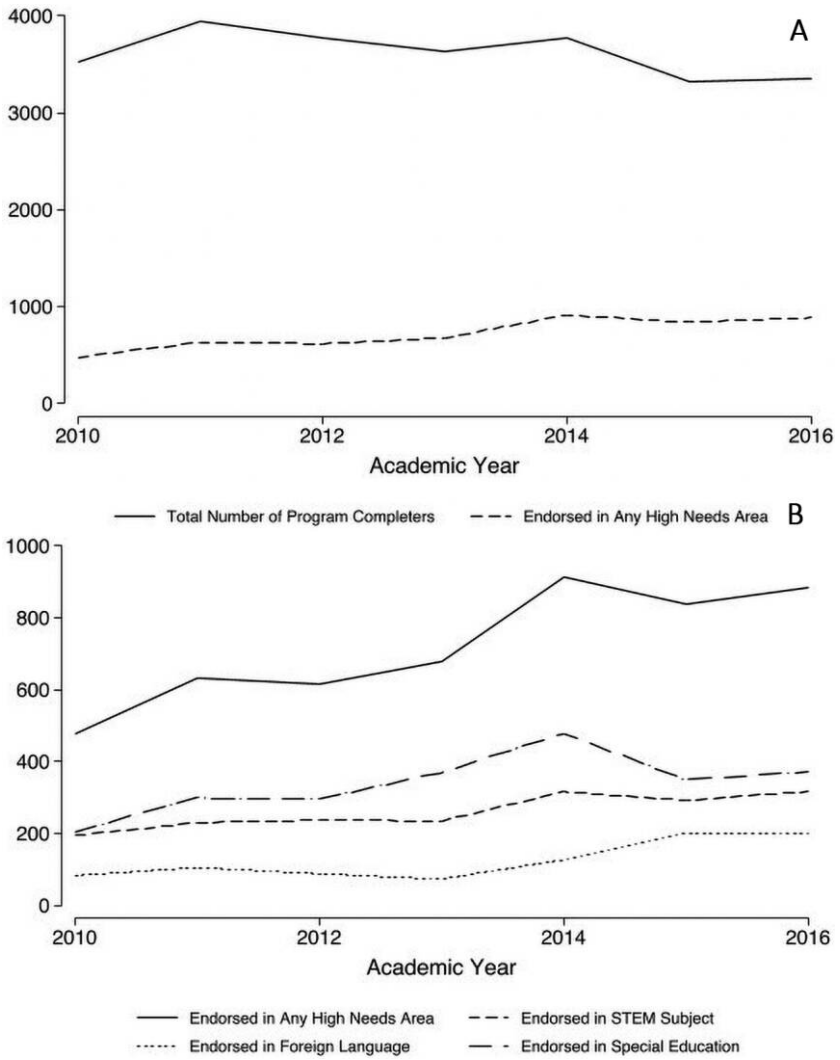 4000
A
3000
2000
1000
0
2010 2012 2014 2016
Academic Year
Total Number of Program Completers Endorsed in Any High Needs Area
B
1000
800
600
400
200
0
2010 2012 2014 2016
Academic Year
Endorsed in Any High Needs Area Endorsed in STEM Subject
Endorsed in Foreign Language Endorsed in Special Education